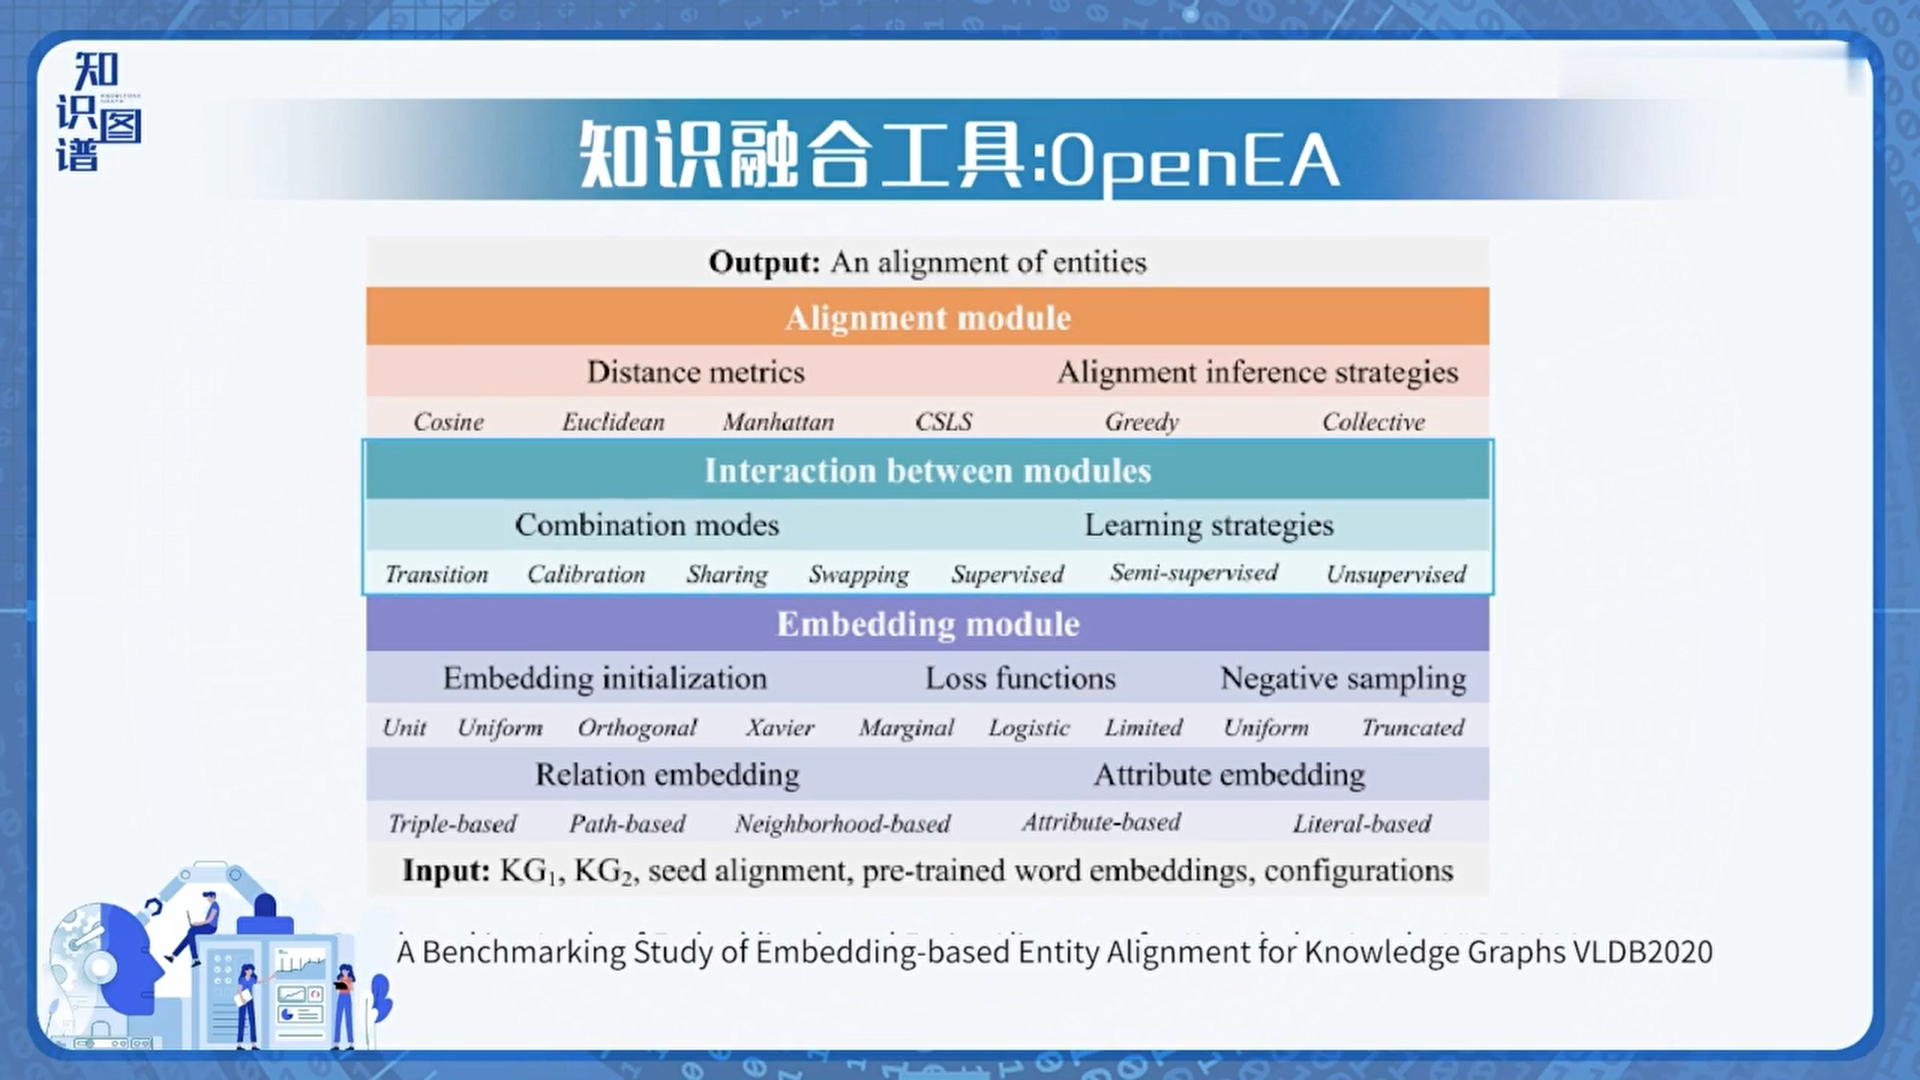 知识图谱
知识融合工具:OpenEA
Output: An alignment of entities
Alignment module
Distance metrics Alignment inference strategies
Cosine Euclidean Manhattan CSLS Greedy Collective
Interaction between modules
Combination modes Learning strategies
Transition Calibration Sharing Swapping Supervised Semi-supervised Unsupervised
Embedding module
Embedding initialization Loss functions Negative sampling
Unit Uniform Orthogonal Xavier Marginal Logistic Limited Uniform Truncated
Relation embedding Attribute embedding
Triple-based Path-based Neighborhood-based Attribute-based Literal-based
Input: KG₁, KG₂, seed alignment, pre-trained word embeddings, configurations
A Benchmarking Study of Embedding-based Entity Alignment for Knowledge Graphs VLDB2020